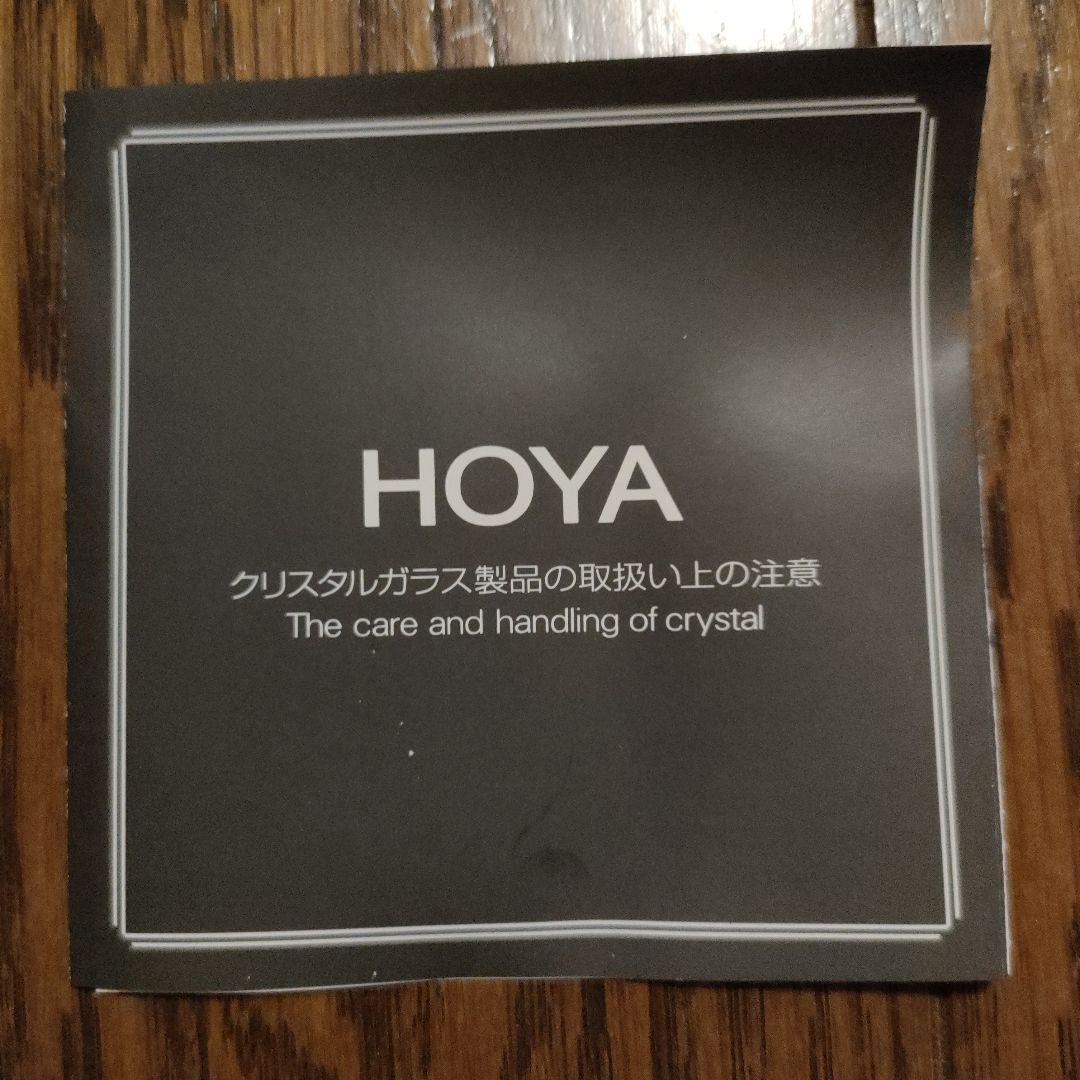 HOYA
クリスタルガラス製品の取扱い上の注意
The care and handling of crystal